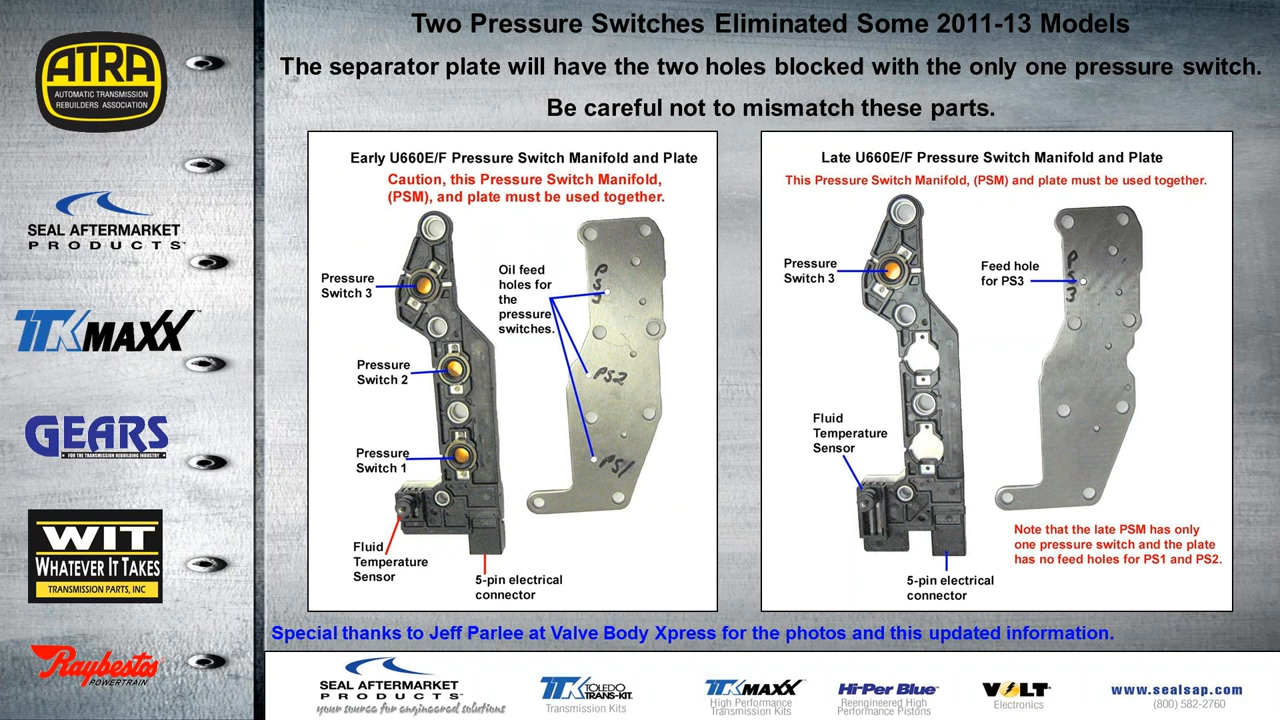 Two Pressure Switches Eliminated Some 2011-13 Models
The separator plate will have the two holes blocked with the only one pressure switch.
Be careful not to mismatch these parts.
ATRA
AUTOMATIC TRANSMISSION
REBUILDERS ASSOCIATION
SEAL AFTERMARKET
PRODUCTS™
TTK MAXX™
GEARS
FOR THE TRANSMISSION REBUILDING INDUSTRY
WIT
WHATEVER IT TAKES
TRANSMISSION PARTS, INC
Raybestos
POWERTRAIN
Early U660E/F Pressure Switch Manifold and Plate
Caution, this Pressure Switch Manifold,
(PSM), and plate must be used together.
Pressure
Switch 3
Oil feed
holes for
the
pressure
switches.
PS3
Pressure
Switch 2
PS2
Pressure
Switch 1
PS1
Fluid
Temperature
Sensor
5-pin electrical
connector
Late U660E/F Pressure Switch Manifold and Plate
This Pressure Switch Manifold, (PSM) and plate must be used together.
Pressure
Switch 3
Feed hole
for PS3
PS3
Fluid
Temperature
Sensor
Note that the late PSM has only
one pressure switch and the plate
has no feed holes for PS1 and PS2.
5-pin electrical
connector
Special thanks to Jeff Parlee at Valve Body Xpress for the photos and this updated information.
SEAL AFTERMARKET
PRODUCTS™
your source for engineered solutions
TTK TOLEDO
TRANS-KIT
Transmission Kits
TTK MAXX™
High Performance
Transmission Kits
Hi-Per Blue™
Reengineered High
Performance Pistons
VOLT
Electronics
www.sealsap.com
(800) 582-2760